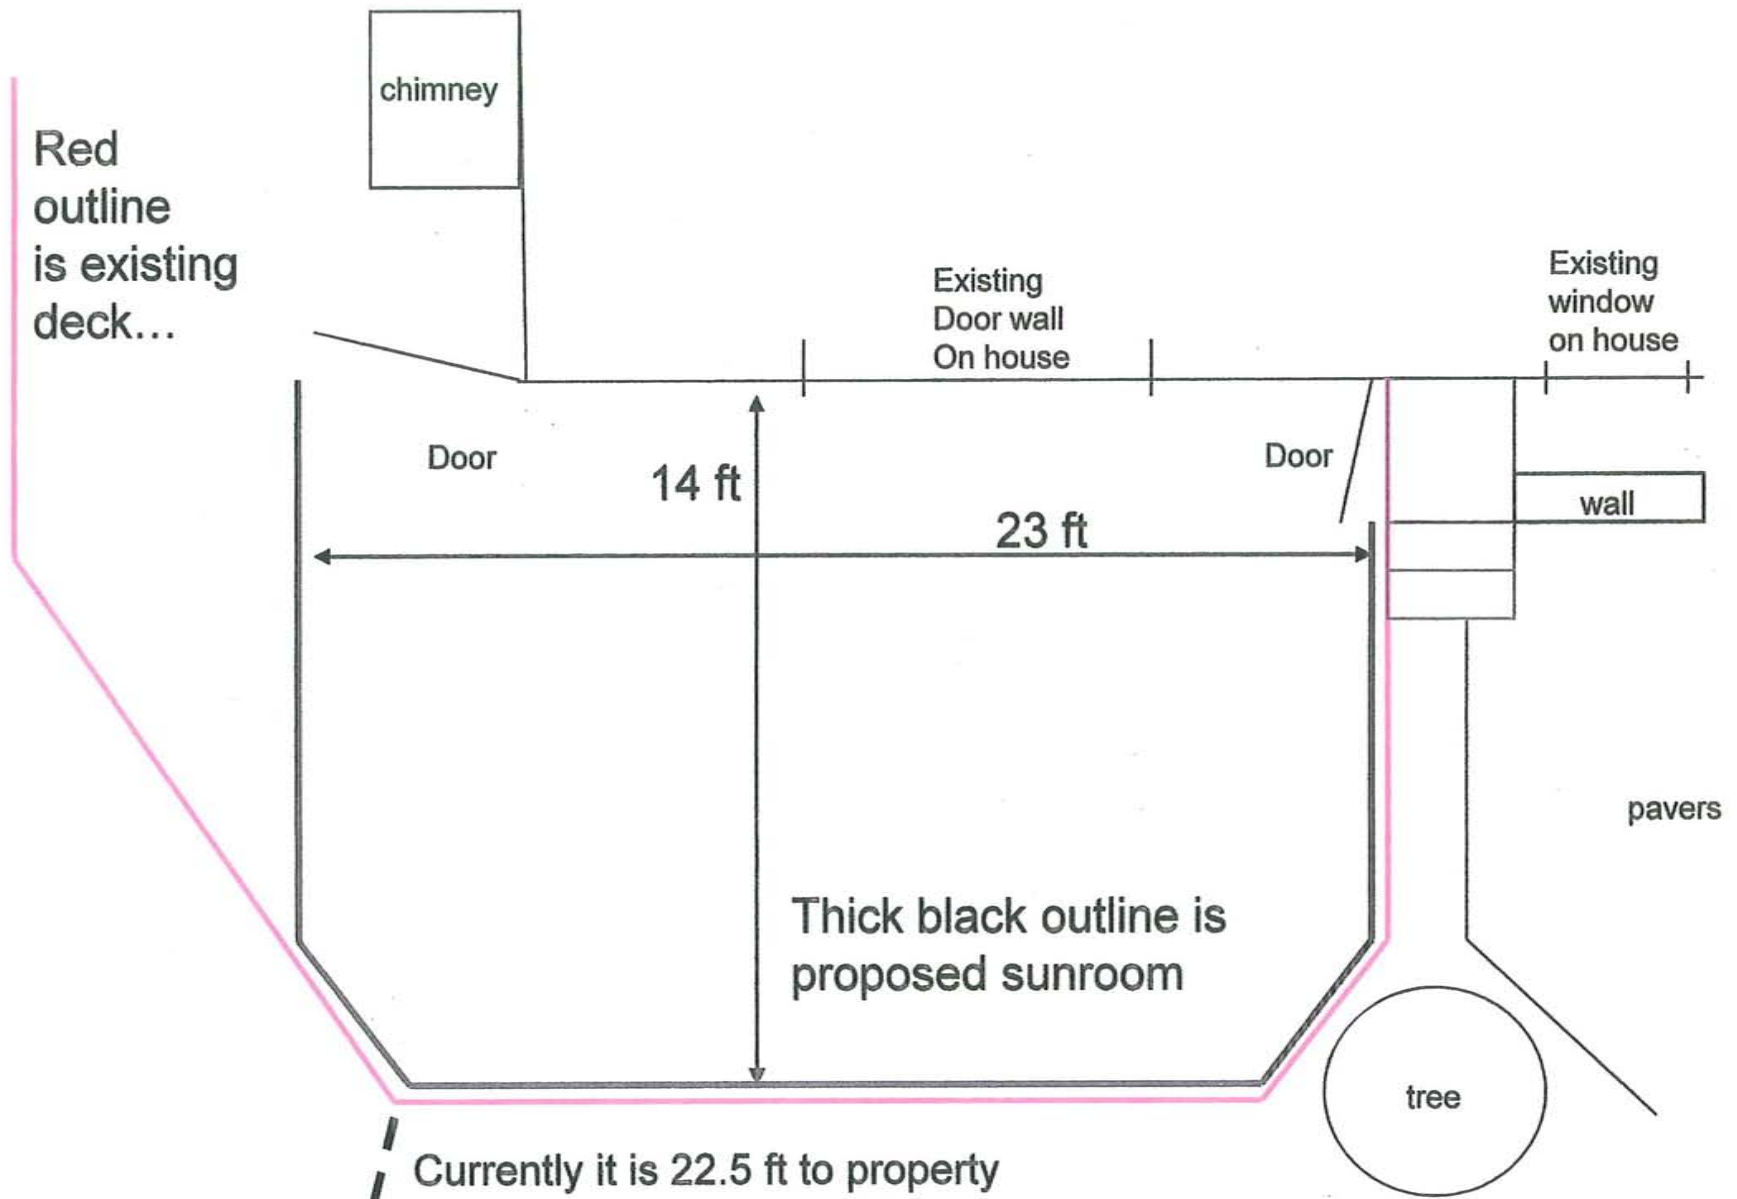 chimney
Red
outline
is existing
deck...
Existing
Door wall
On house
Existing
window
on house
Door
14 ft
Door
23 ft
wall
pavers
Thick black outline is
proposed sunroom
tree
Currently it is 22.5 ft to property